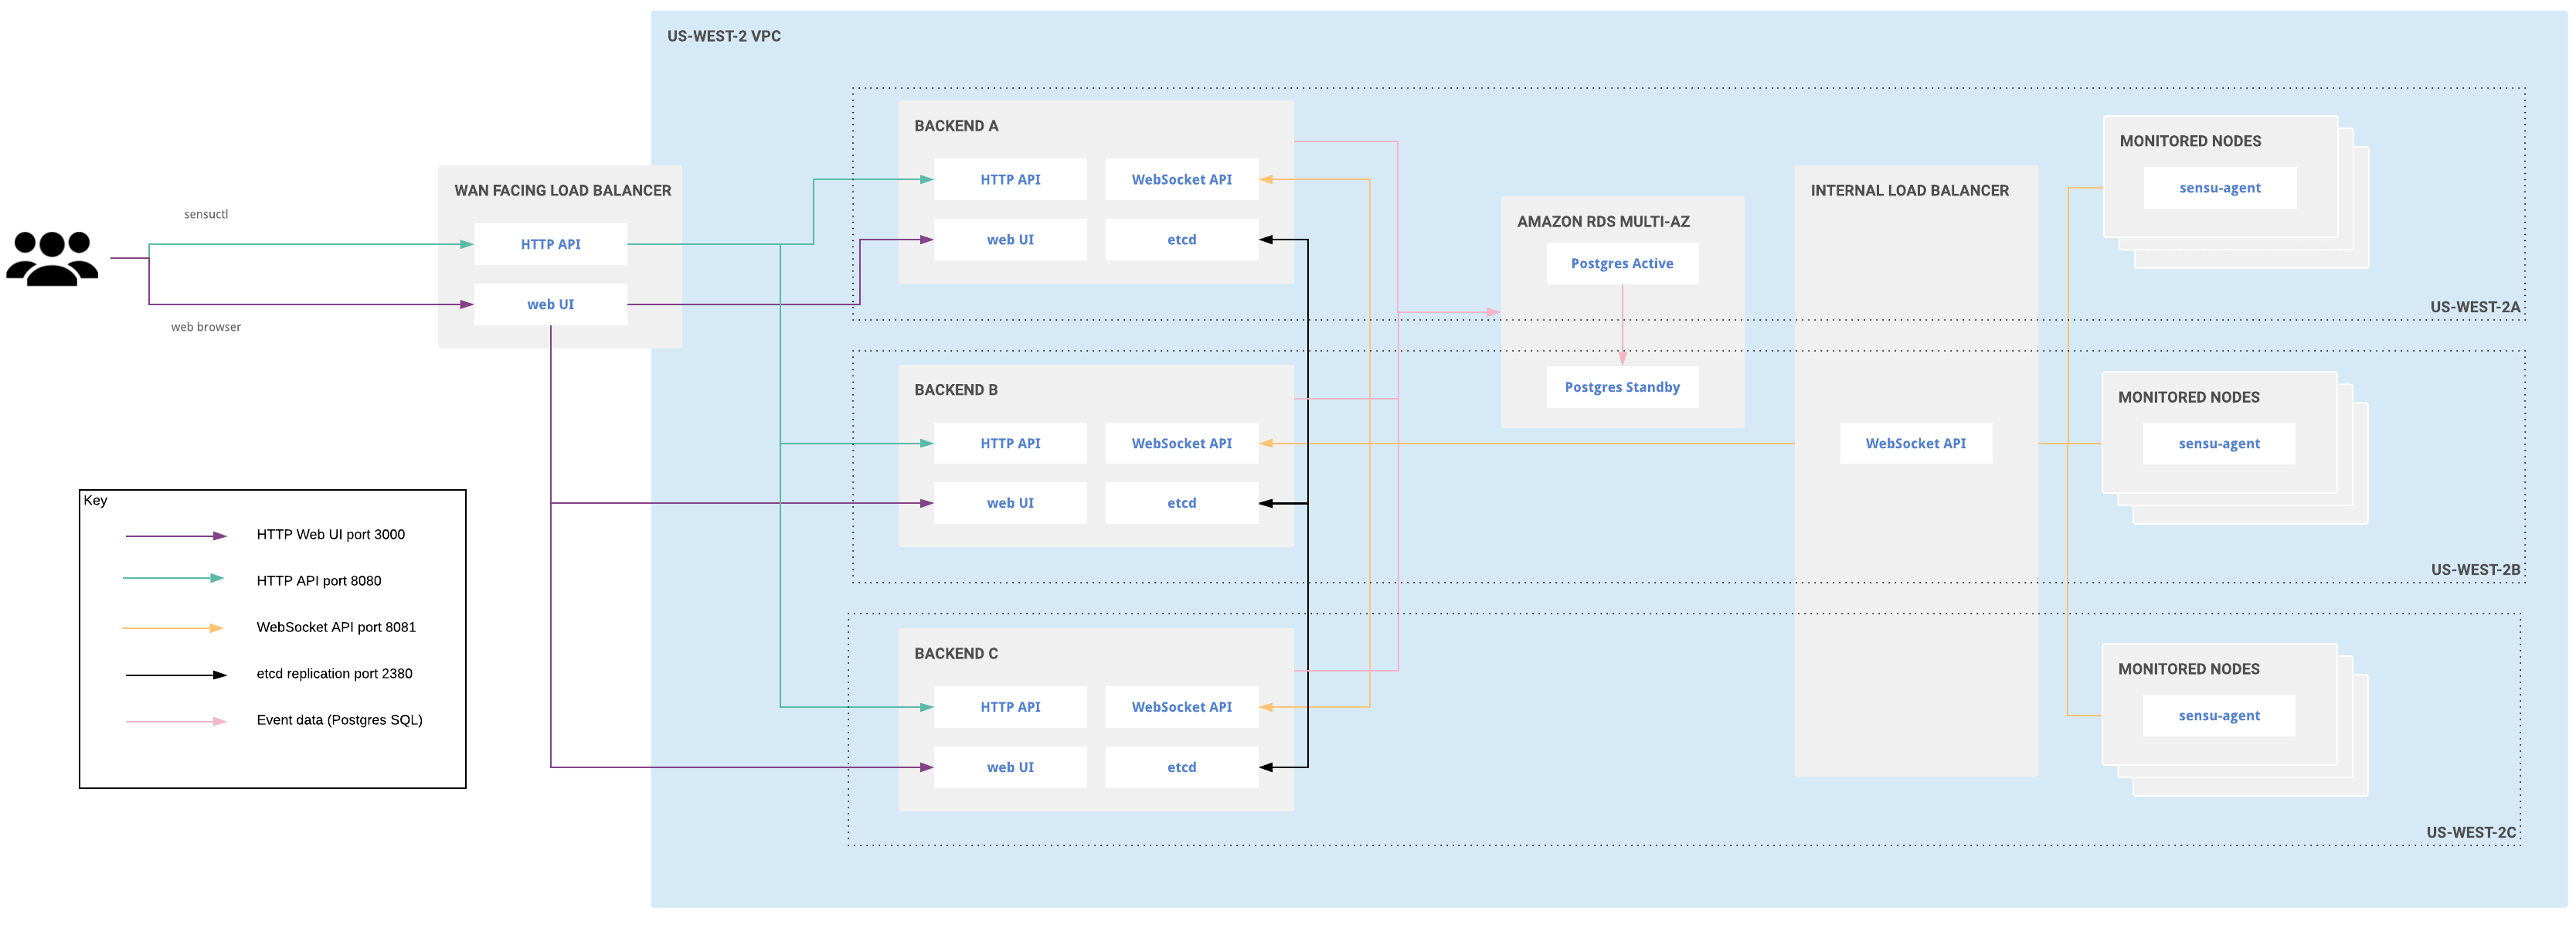 US-WEST-2 VPC
sensuctl
web browser
WAN FACING LOAD BALANCER
HTTP API
web UI
BACKEND A
HTTP API
WebSocket API
web UI
etcd
BACKEND B
HTTP API
WebSocket API
web UI
etcd
BACKEND C
HTTP API
WebSocket API
web UI
etcd
AMAZON RDS MULTI-AZ
Postgres Active
Postgres Standby
INTERNAL LOAD BALANCER
WebSocket API
MONITORED NODES
sensu-agent
US-WEST-2A
MONITORED NODES
sensu-agent
US-WEST-2B
MONITORED NODES
sensu-agent
US-WEST-2C
Key
HTTP Web UI port 3000
HTTP API port 8080
WebSocket API port 8081
etcd replication port 2380
Event data (Postgres SQL)